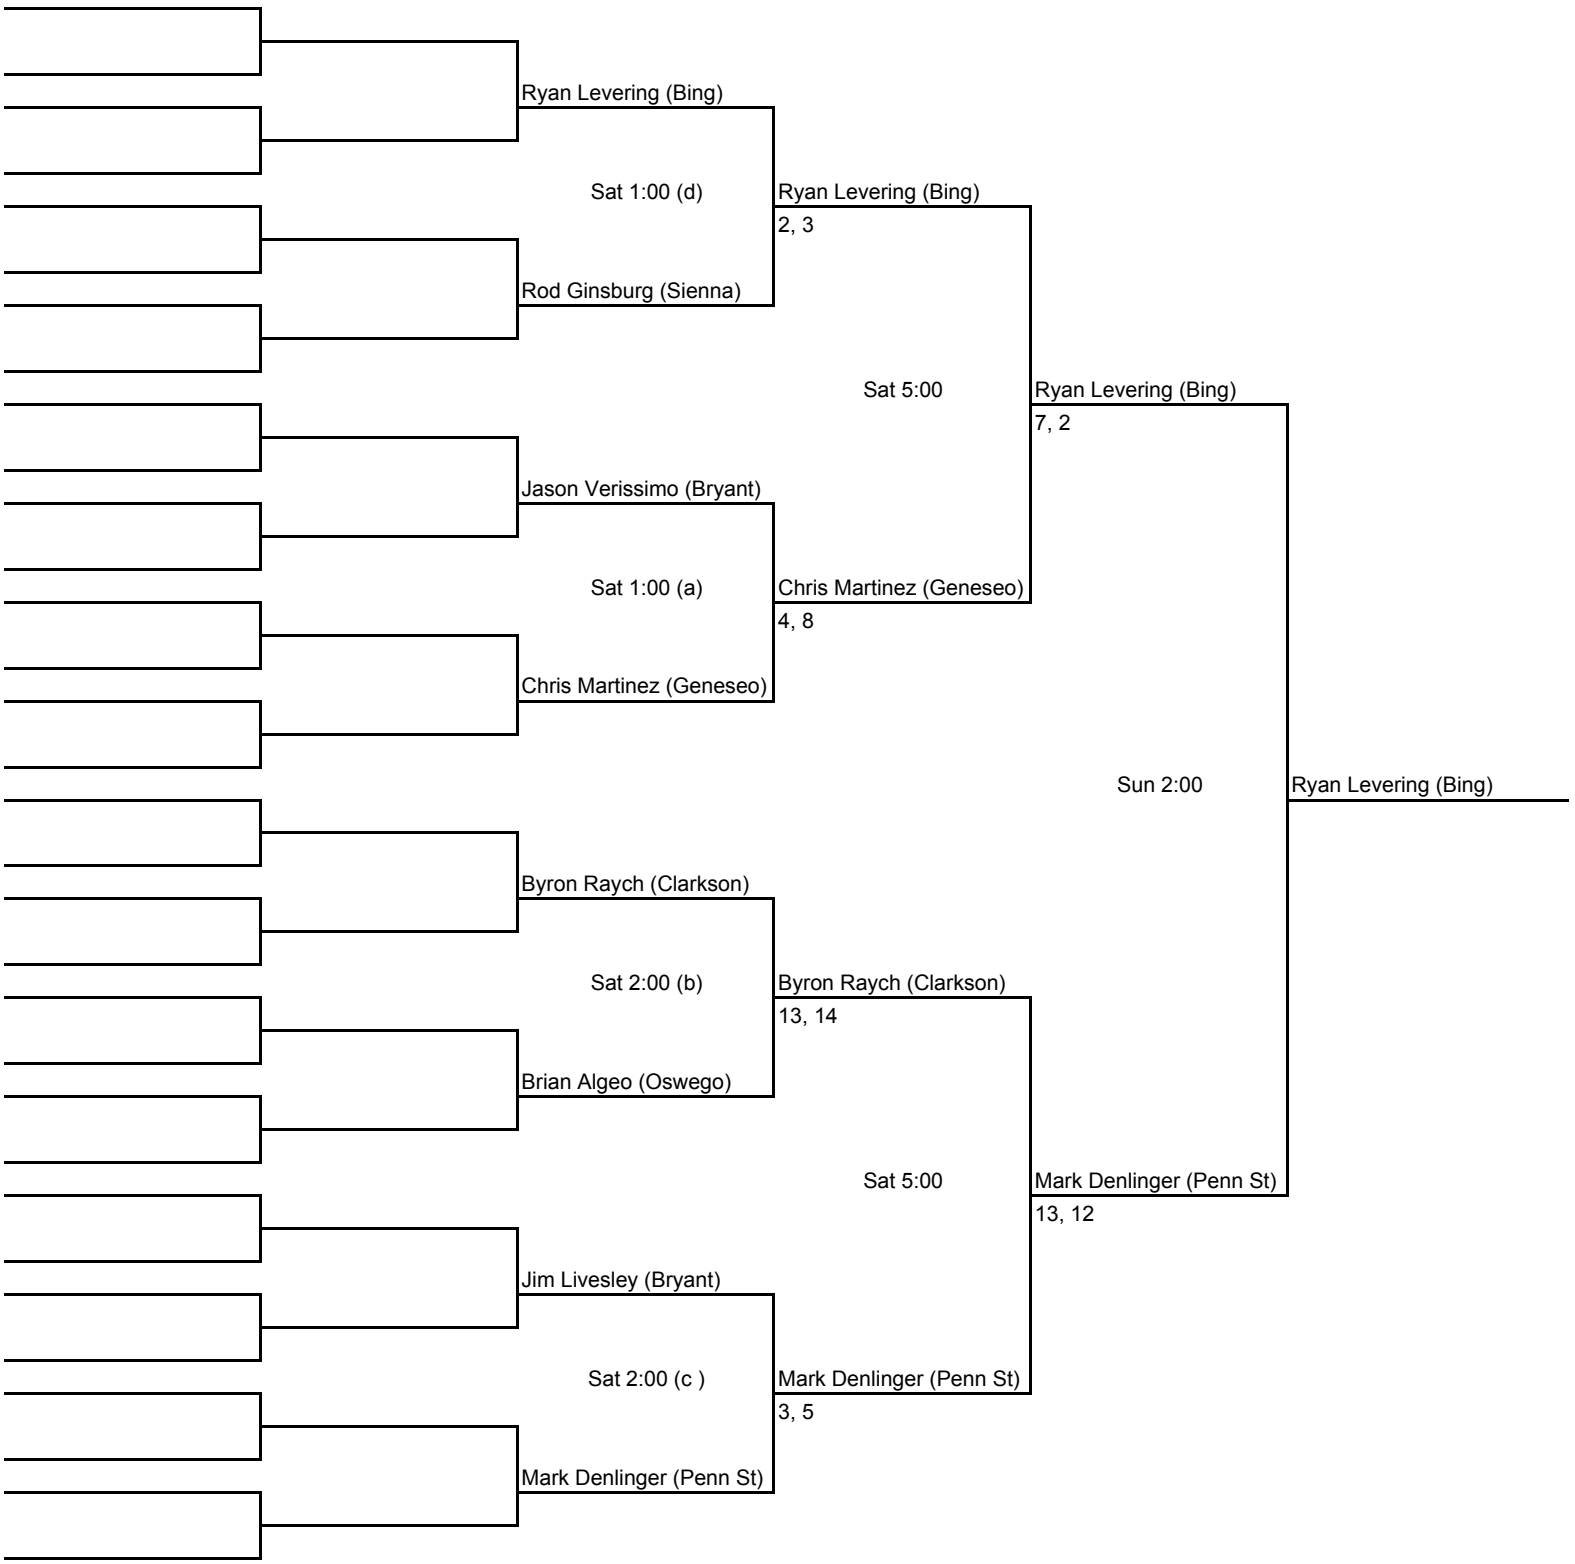 Ryan Levering (Bing)
Sat 1:00 (d)
Ryan Levering (Bing)
2, 3
Rod Ginsburg (Sienna)
Sat 5:00
Ryan Levering (Bing)
7, 2
Jason Verissimo (Bryant)
Sat 1:00 (a)
Chris Martinez (Geneseo)
4, 8
Chris Martinez (Geneseo)
Sun 2:00
Ryan Levering (Bing)
Byron Raych (Clarkson)
Sat 2:00 (b)
Byron Raych (Clarkson)
13, 14
Brian Algeo (Oswego)
Sat 5:00
Mark Denlinger (Penn St)
13, 12
Jim Livesley (Bryant)
Sat 2:00 (c )
Mark Denlinger (Penn St)
3, 5
Mark Denlinger (Penn St)